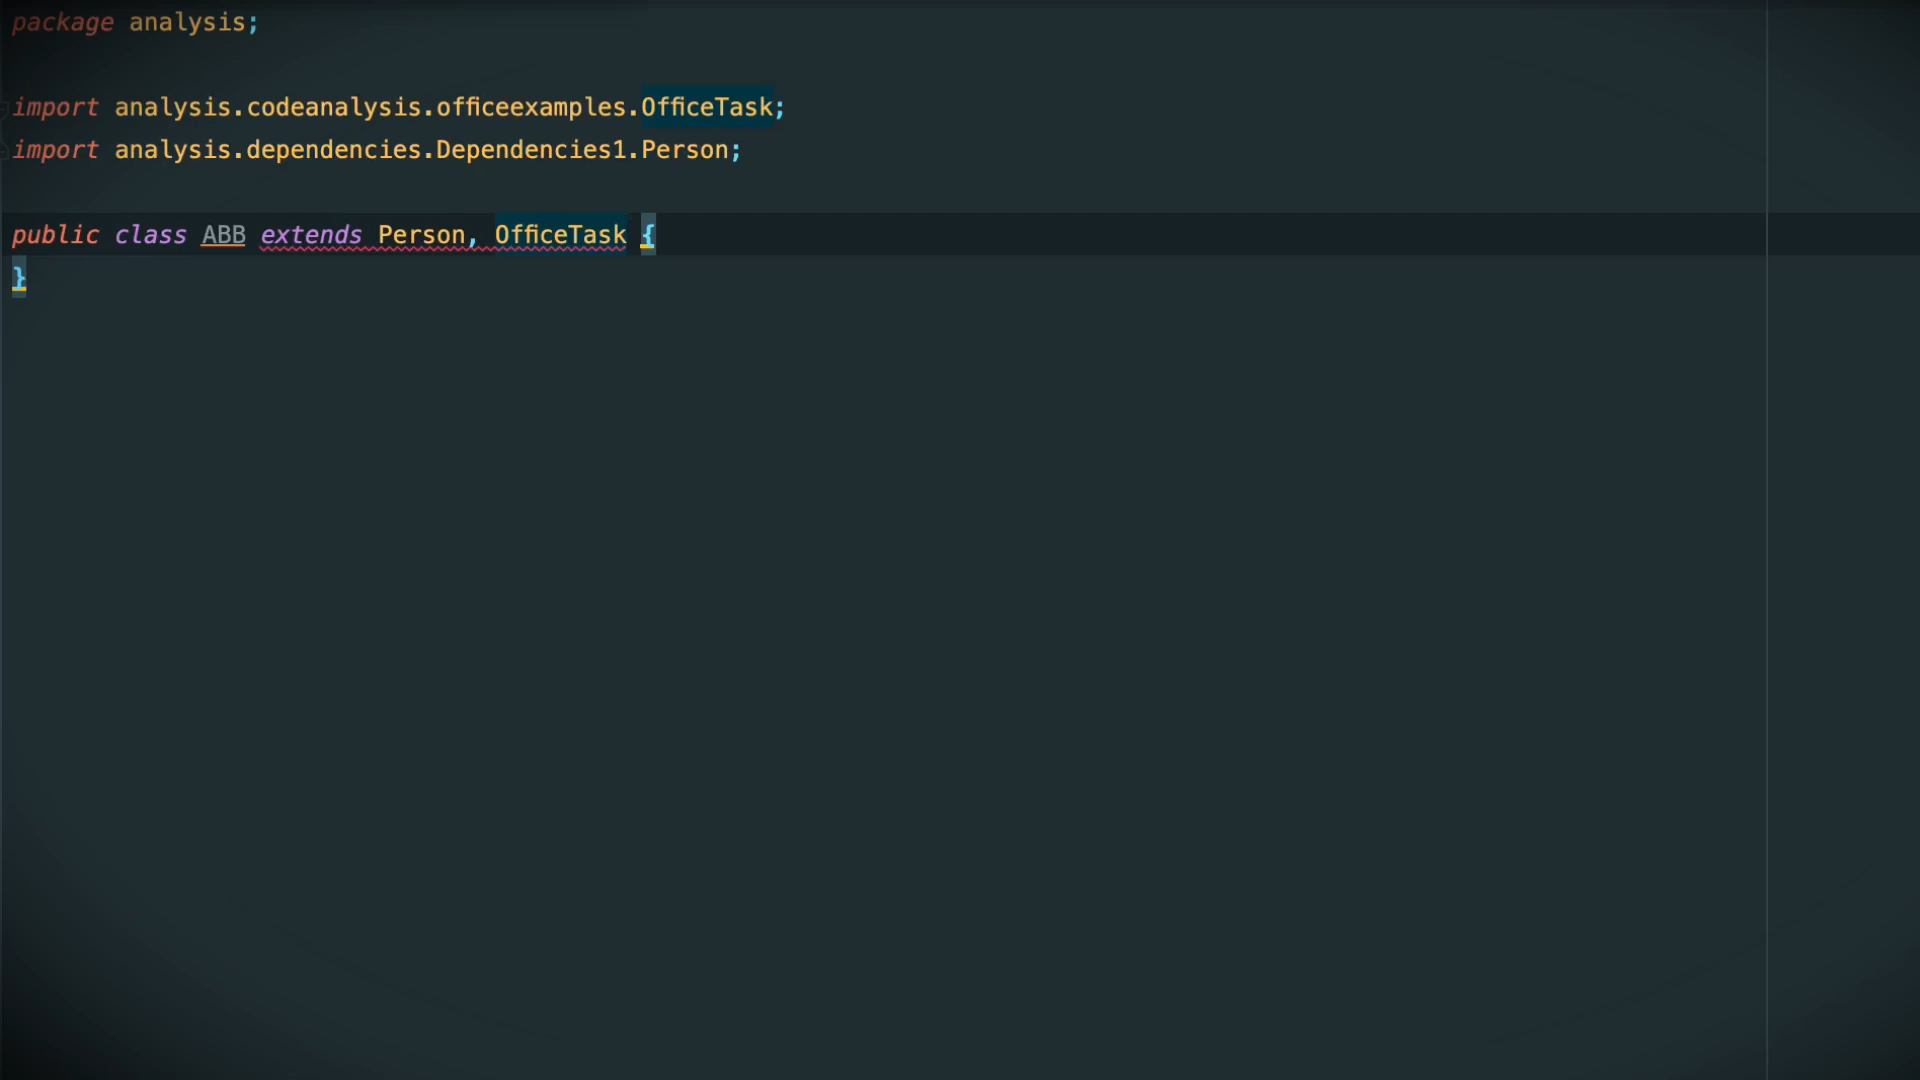 package analysis;
import analysis.codeanalysis.officeexamples.OfficeTask;
import analysis.dependencies.Dependencies1.Person;
public class ABB extends Person, OfficeTask {
}